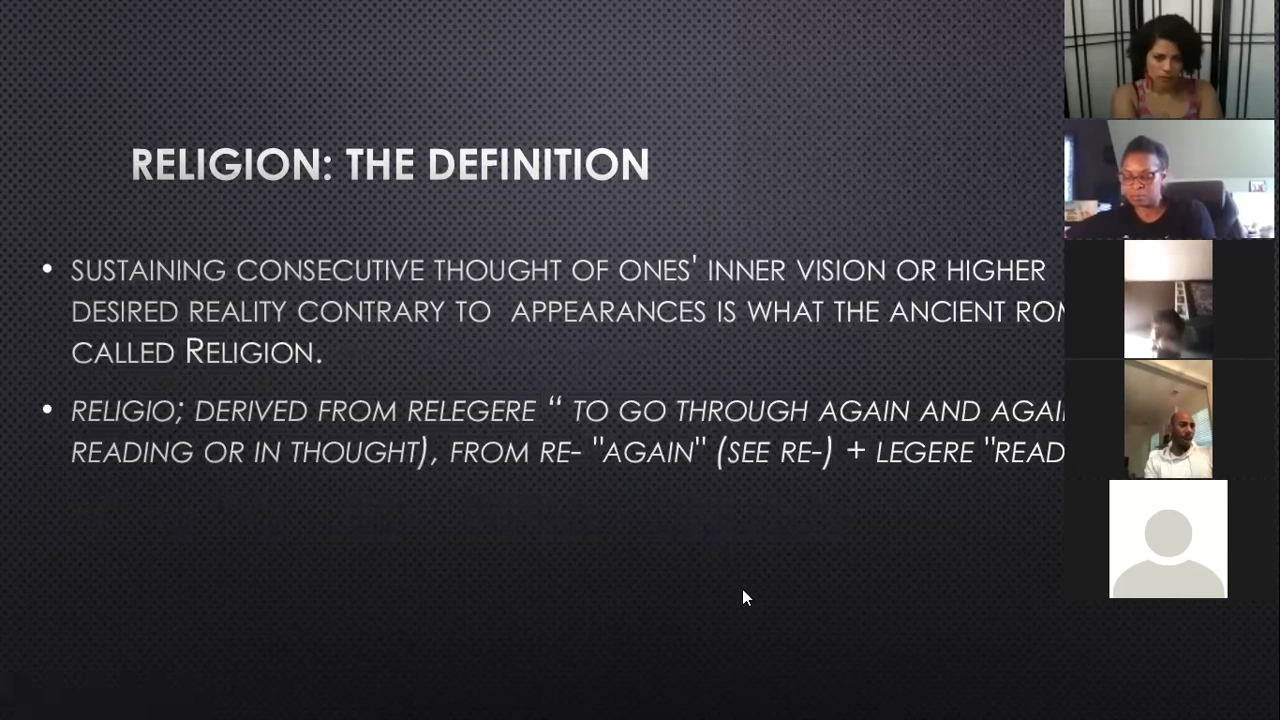 RELIGION: THE DEFINITION
• SUSTAINING CONSECUTIVE THOUGHT OF ONES' INNER VISION OR HIGHER
DESIRED REALITY CONTRARY TO APPEARANCES IS WHAT THE ANCIENT
CALLED RELIGION.
• RELIGIO; DERIVED FROM RELEGERE “ TO GO THROUGH AGAIN AND
READING OR IN THOUGHT), FROM RE- "AGAIN" (SEE RE-) + LEGERE "READ